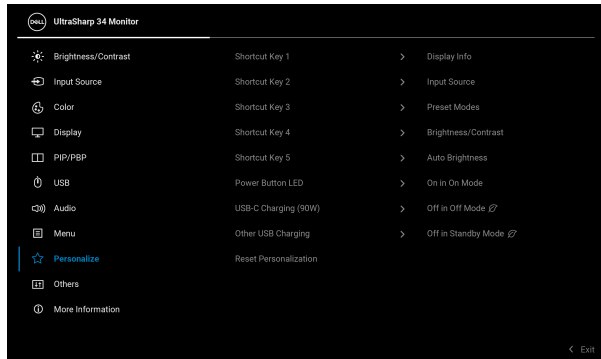 DELL UltraSharp 34 Monitor
Brightness/Contrast Shortcut Key 1 > Display Info
Input Source Shortcut Key 2 > Input Source
Color Shortcut Key 3 > Preset Modes
Display Shortcut Key 4 > Brightness/Contrast
PIP/PBP Shortcut Key 5 > Auto Brightness
USB Power Button LED > On in On Mode
Audio USB-C Charging (90W) > Off in Off Mode
Menu Other USB Charging > Off in Standby Mode
Personalize Reset Personalization
Others
More Information
< Exit